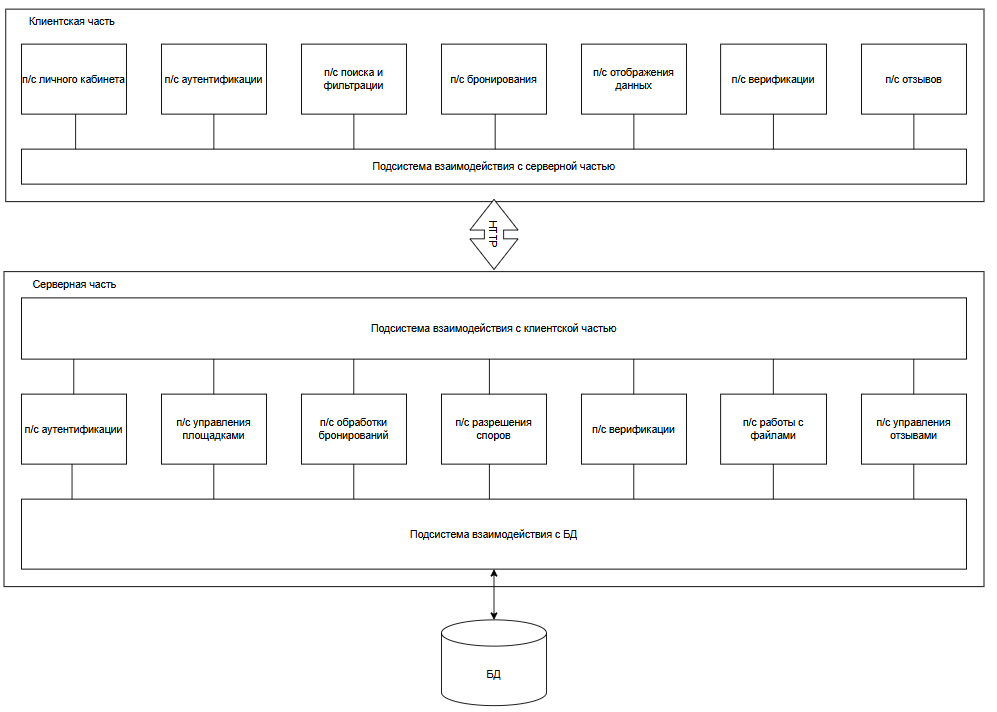 Клиентская часть
п/с личного кабинета
п/с аутентификации
п/с поиска и
фильтрации
п/с бронирования
п/с отображения
данных
п/с верификации
п/с отзывов
Подсистема взаимодействия с серверной частью
HTTP
Серверная часть
Подсистема взаимодействия с клиентской частью
п/с аутентификации
п/с управления
площадками
п/с обработки
бронирований
п/с разрешения
споров
п/с верификации
п/с работы с
файлами
п/с управления
отзывами
Подсистема взаимодействия с БД
БД